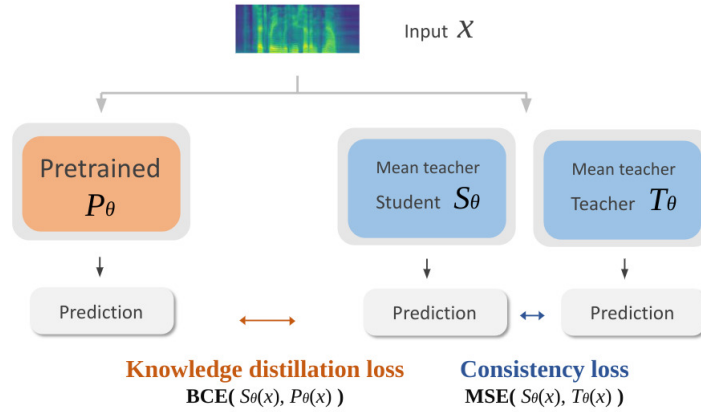 Input x
Pretrained
Pθ
Mean teacher
Student Sθ
Mean teacher
Teacher Tθ
Prediction
Prediction
Prediction
Knowledge distillation loss
BCE( Sθ(x), Pθ(x) )
Consistency loss
MSE( Sθ(x), Tθ(x) )